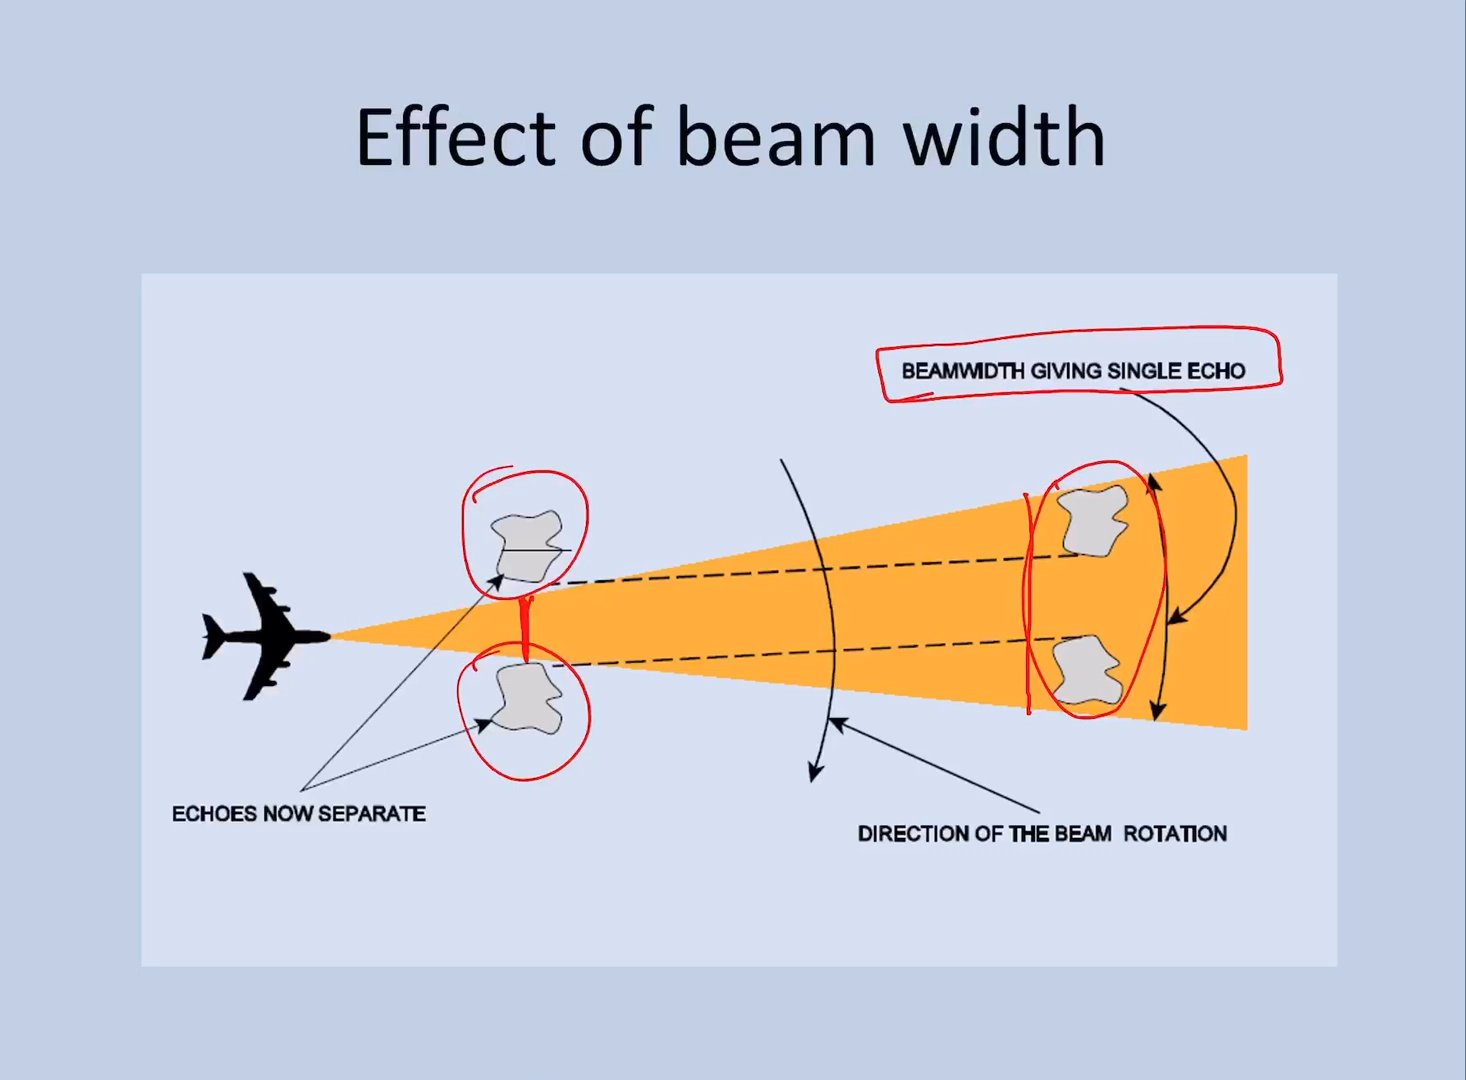 Effect of beam width
BEAMWIDTH GIVING SINGLE ECHO
ECHOES NOW SEPARATE
DIRECTION OF THE BEAM ROTATION